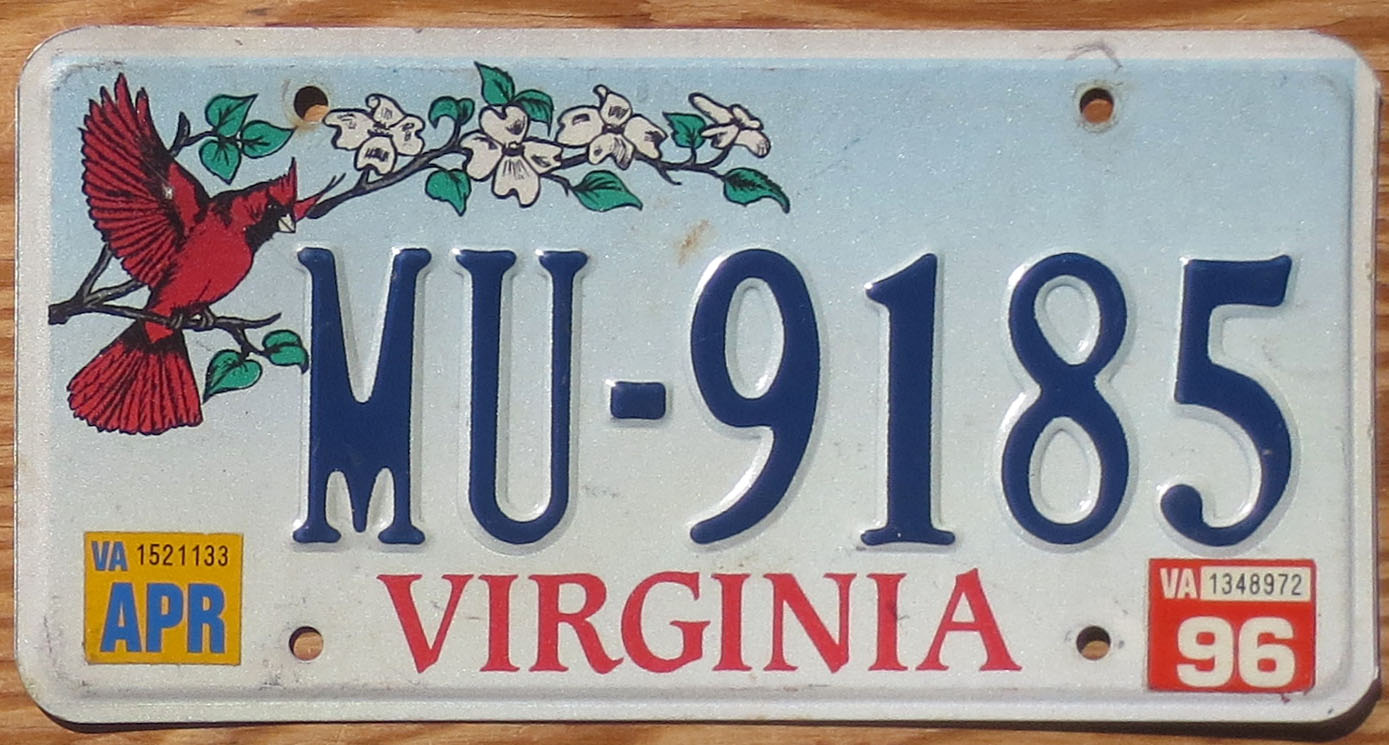 MU-9185
VA 1521133
APR
VIRGINIA
VA 1348972
96